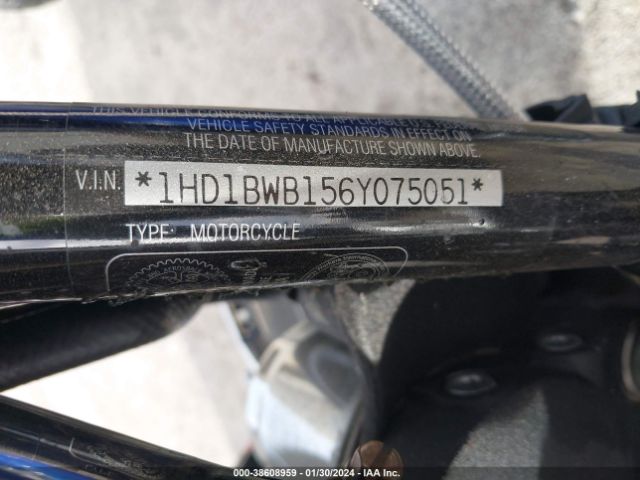 THIS VEHICLE CONFORMS TO ALL APPLICABLE
VEHICLE SAFETY STANDARDS IN EFFECT ON
THE DATE OF MANUFACTURE SHOWN ABOVE.
V.I.N. *1HD1BWB156Y075051*
TYPE: MOTORCYCLE
000-38608959 - 01/30/2024 - IAA Inc.